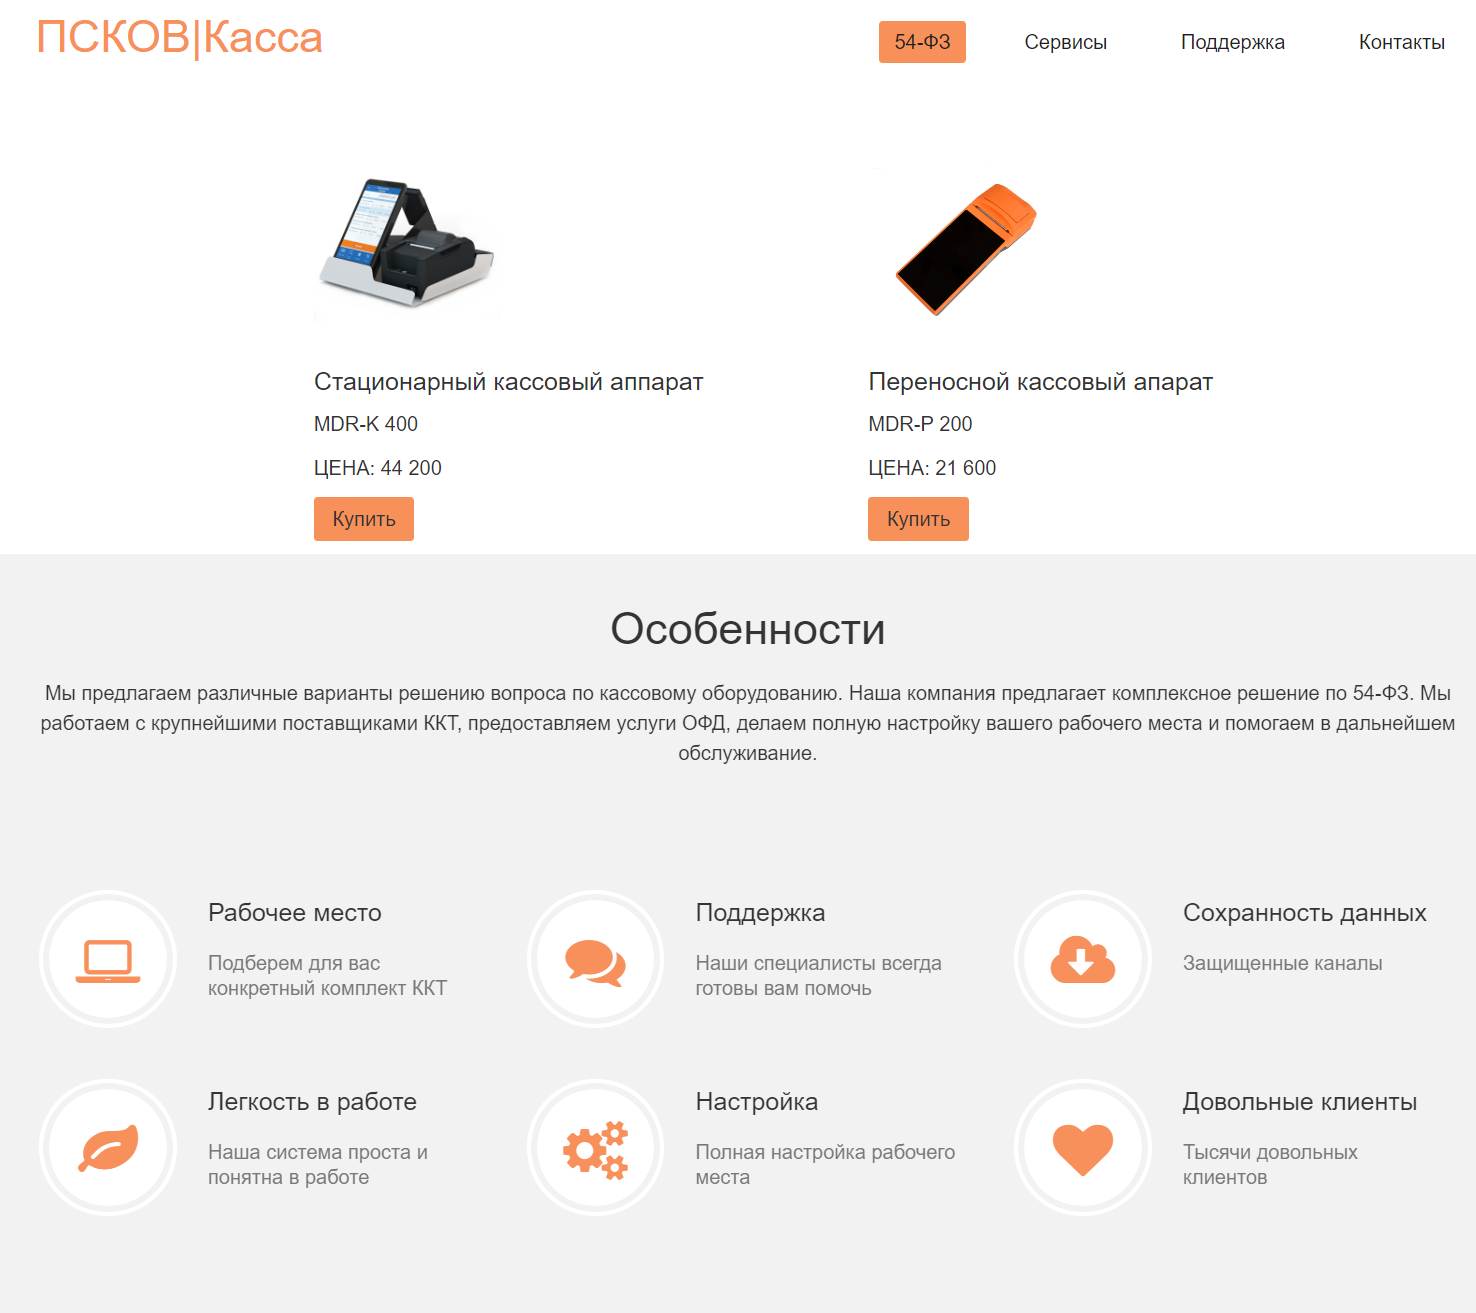 ПСКОВ|Касса
54-ФЗ
Сервисы
Поддержка
Контакты
Стационарный кассовый аппарат
MDR-K 400
ЦЕНА: 44 200
Купить
Переносной кассовый апарат
MDR-P 200
ЦЕНА: 21 600
Купить
Особенности
Мы предлагаем различные варианты решению вопроса по кассовому оборудованию. Наша компания предлагает комплексное решение по 54-ФЗ. Мы
работаем с крупнейшими поставщиками ККТ, предоставляем услуги ОФД, делаем полную настройку вашего рабочего места и помогаем в дальнейшем
обслуживание.
Рабочее место
Подберем для вас
конкретный комплект ККТ
Поддержка
Наши специалисты всегда
готовы вам помочь
Сохранность данных
Защищенные каналы
Легкость в работе
Наша система проста и
понятна в работе
Настройка
Полная настройка рабочего
места
Довольные клиенты
Тысячи довольных
клиентов